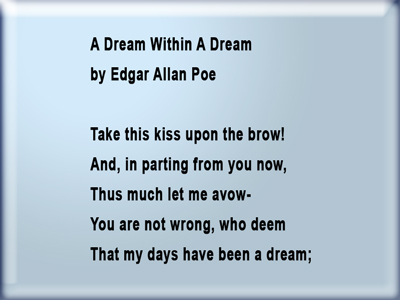 A Dream Within A Dream
by Edgar Allan Poe
Take this kiss upon the brow!
And, in parting from you now,
Thus much let me avow-
You are not wrong, who deem
That my days have been a dream;